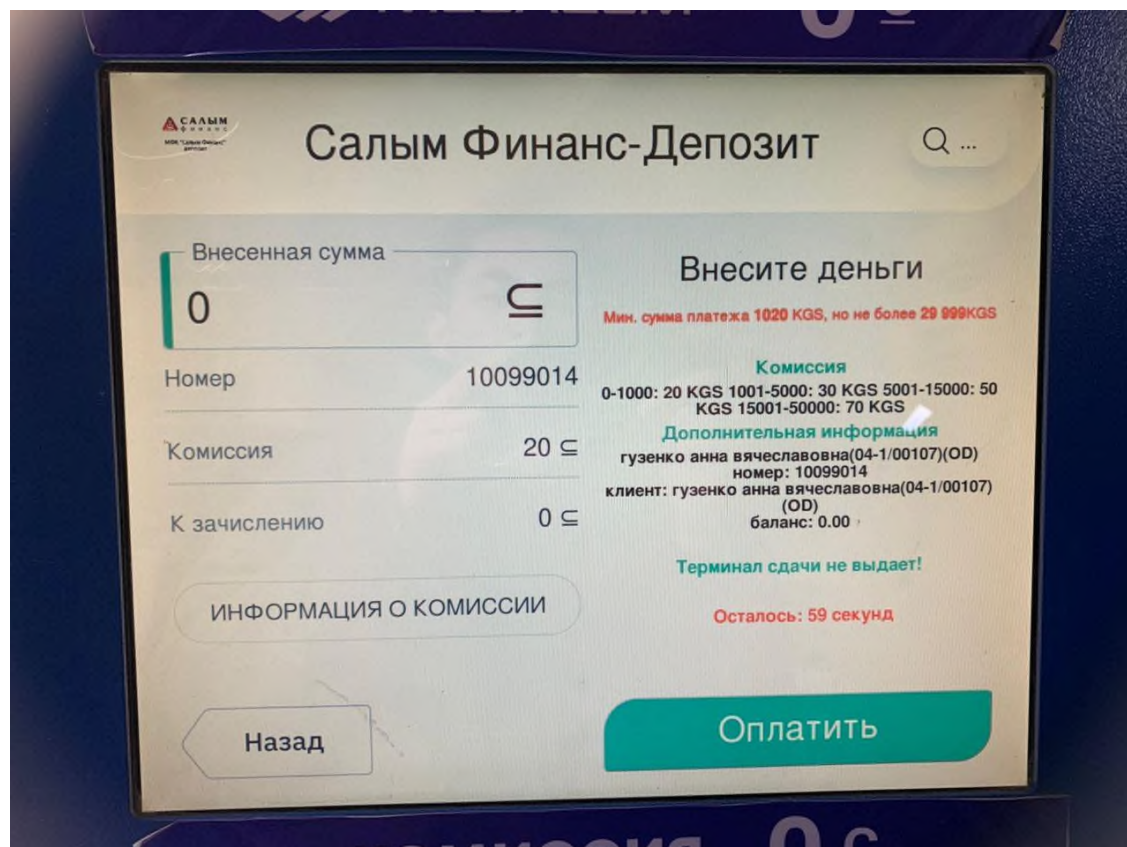 САЛЫМ
финанс
Салым Финанс-Депозит
...
Внесенная сумма
0 ⊆
Номер 10099014
Комиссия 20 ⊆
К зачислению 0 ⊆
ИНФОРМАЦИЯ О КОМИССИИ
Назад
Внесите деньги
Мин. сумма платежа 1020 KGS, но не более 29 999KGS
Комиссия
0-1000: 20 KGS 1001-5000: 30 KGS 5001-15000: 50
KGS 15001-50000: 70 KGS
Дополнительная информация
гузенко анна вячеславовна(04-1/00107)(OD)
номер: 10099014
клиент: гузенко анна вячеславовна(04-1/00107)
(OD)
баланс: 0.00
Терминал сдачи не выдает!
Осталось: 59 секунд
Оплатить